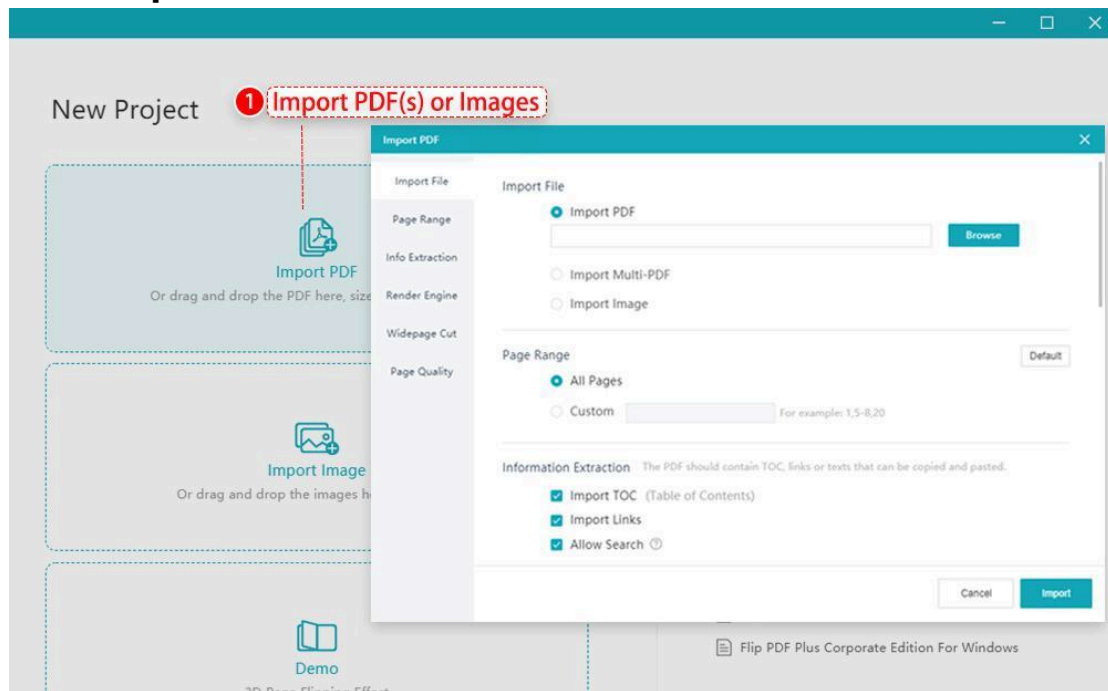 New Project
1 Import PDF(s) or Images
Import PDF
Or drag and drop the PDF here, size
Import Image
Or drag and drop the images h
Demo
Import PDF
Import File
Page Range
Info Extraction
Render Engine
Widepage Cut
Page Quality
Import File
Import PDF
Browse
Import Multi-PDF
Import Image
Page Range
Default
All Pages
Custom For example: 1,5-8,20
Information Extraction The PDF should contain TOC, links or texts that can be copied and pasted.
Import TOC (Table of Contents)
Import Links
Allow Search ?
Cancel Import
Flip PDF Plus Corporate Edition For Windows